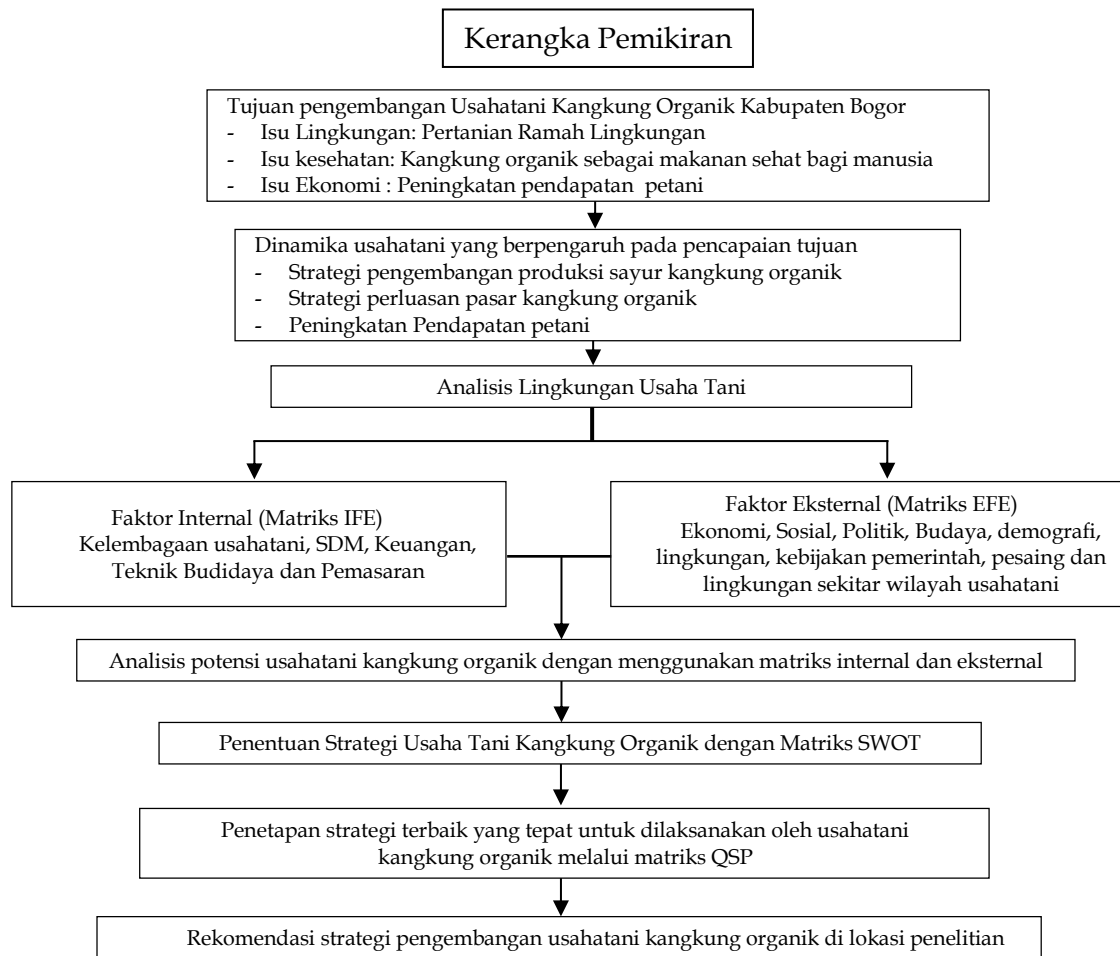 Kerangka Pemikiran
Tujuan pengembangan Usahatani Kangkung Organik Kabupaten Bogor
- Isu Lingkungan: Pertanian Ramah Lingkungan
- Isu kesehatan: Kangkung organik sebagai makanan sehat bagi manusia
- Isu Ekonomi : Peningkatan pendapatan petani
Dinamika usahatani yang berpengaruh pada pencapaian tujuan
- Strategi pengembangan produksi sayur kangkung organik
- Strategi perluasan pasar kangkung organik
- Peningkatan Pendapatan petani
Analisis Lingkungan Usaha Tani
Faktor Internal (Matriks IFE)
Kelembagaan usahatani, SDM, Keuangan,
Teknik Budidaya dan Pemasaran
Faktor Eksternal (Matriks EFE)
Ekonomi, Sosial, Politik, Budaya, demografi,
lingkungan, kebijakan pemerintah, pesaing dan
lingkungan sekitar wilayah usahatani
Analisis potensi usahatani kangkung organik dengan menggunakan matriks internal dan eksternal
Penentuan Strategi Usaha Tani Kangkung Organik dengan Matriks SWOT
Penetapan strategi terbaik yang tepat untuk dilaksanakan oleh usahatani
kangkung organik melalui matriks QSP
Rekomendasi strategi pengembangan usahatani kangkung organik di lokasi penelitian